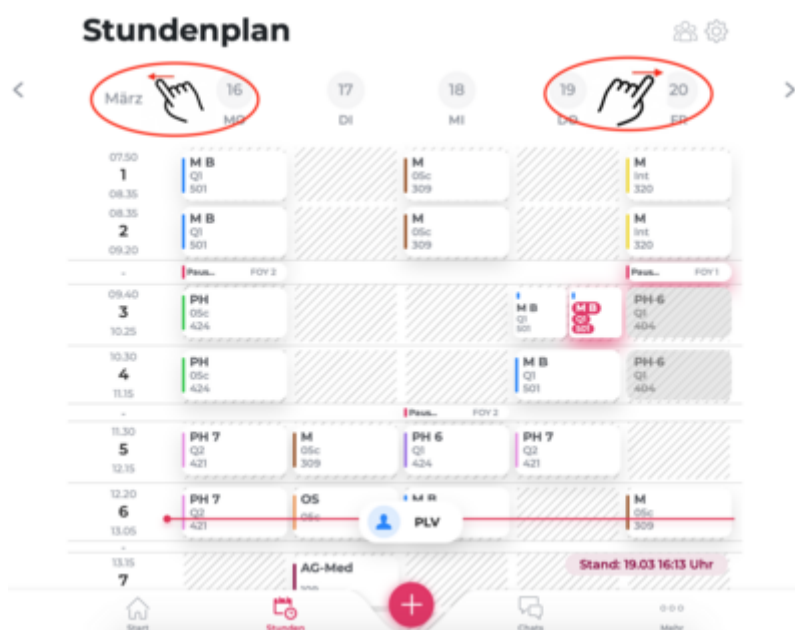 Stundenplan
März 16 17 18 19 20
MO DI MI DO FR
07.50
1
08.35
M B
Q1
501
M
05c
309
M
Int
320
08.35
2
09.20
M B
Q1
501
M
05c
309
M
Int
320
-
Paus... FOY 2
Paus... FOY 1
09.40
3
10.25
PH
05c
424
M B
Q1
501
M B
Q1
501
PH 6
Q1
404
10.30
4
11.15
PH
05c
424
M B
Q1
501
PH 6
Q1
404
-
Paus... FOY 2
11.30
5
12.15
PH 7
Q2
421
M
05c
309
PH 6
Q1
424
PH 7
Q2
421
12.20
6
13.05
PH 7
Q2
421
OS
05c
M B
M
05c
309
PLV
-
13.15
7
AG-Med
Stand: 19.03 16:13 Uhr
Start Stunden Chats Mehr